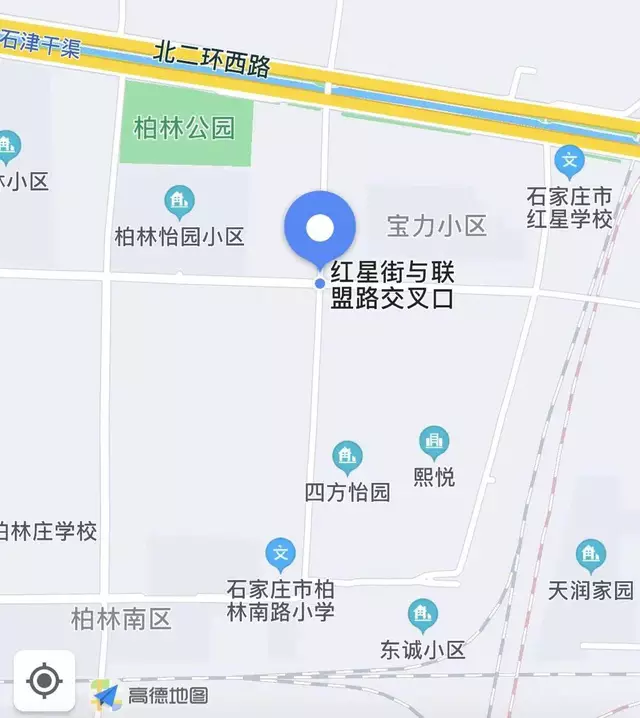 石津干渠
北二环西路
柏林公园
小区
石家庄市
红星学校
柏林怡园小区
宝力小区
红星街与联
盟路交叉口
四方怡园
熙悦
柏林庄学校
石家庄市柏
林南路小学
天润家园
柏林南区
东诚小区
高德地图